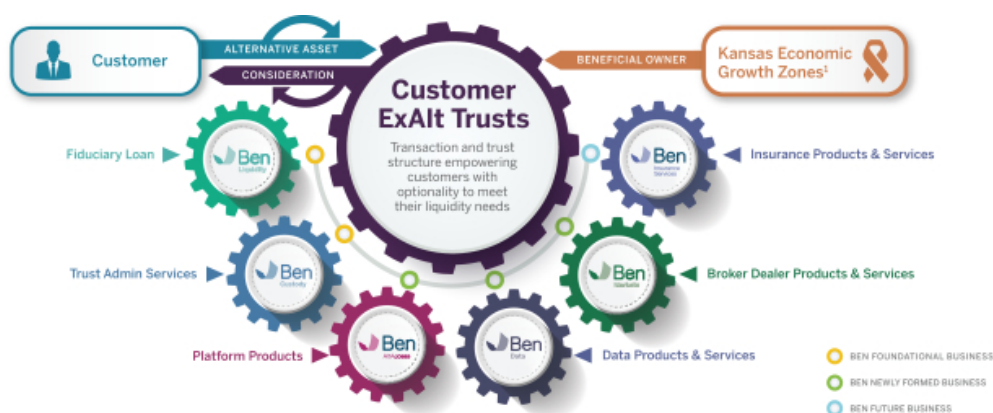 Customer
ALTERNATIVE ASSET
CONSIDERATION
BENEFICIAL OWNER
Kansas Economic
Growth Zones¹
Customer
ExAlt Trusts
Transaction and trust
structure empowering
customers with
optionality to meet
their liquidity needs
Fiduciary Loan
Ben
Liquidity
Ben
Insurance
Services
Insurance Products & Services
Trust Admin Services
Ben
Custody
Ben
Markets
Broker Dealer Products & Services
Platform Products
Ben
AltAccess
Ben
Data
Data Products & Services
BEN FOUNDATIONAL BUSINESS
BEN NEWLY FORMED BUSINESS
BEN FUTURE BUSINESS